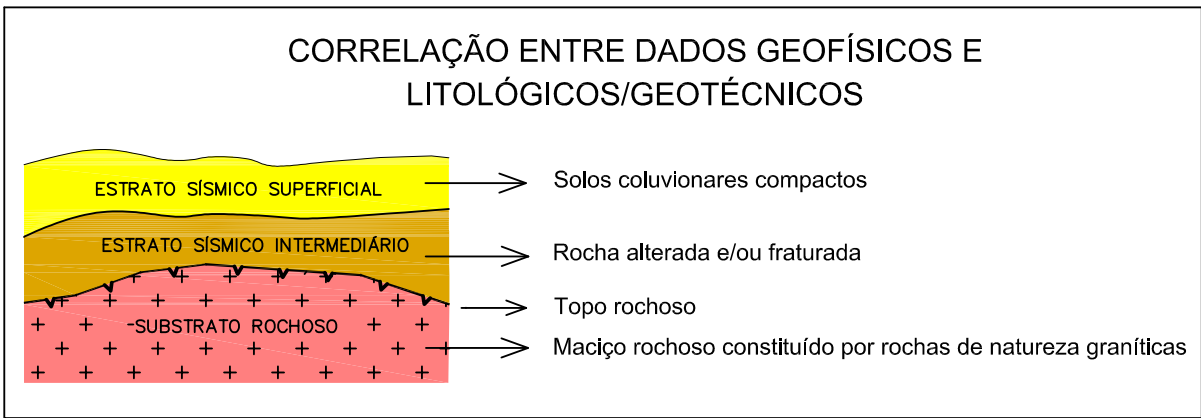 CORRELAÇÃO ENTRE DADOS GEOFÍSICOS E
LITOLÓGICOS/GEOTÉCNICOS
ESTRATO SÍSMICO SUPERFICIAL
Solos coluvionares compactos
ESTRATO SÍSMICO INTERMEDIÁRIO
Rocha alterada e/ou fraturada
Topo rochoso
SUBSTRATO ROCHOSO
Maciço rochoso constituído por rochas de natureza graníticas